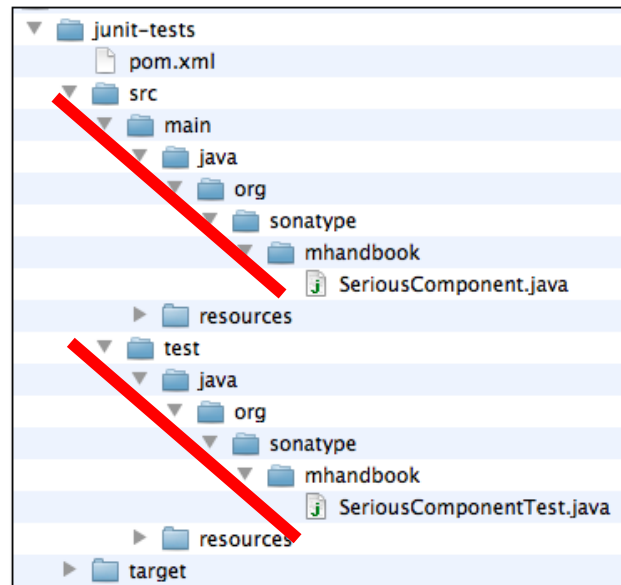 junit-tests
pom.xml
src
main
java
org
sonatype
mhandbook
SeriousComponent.java
resources
test
java
org
sonatype
mhandbook
SeriousComponentTest.java
resources
target